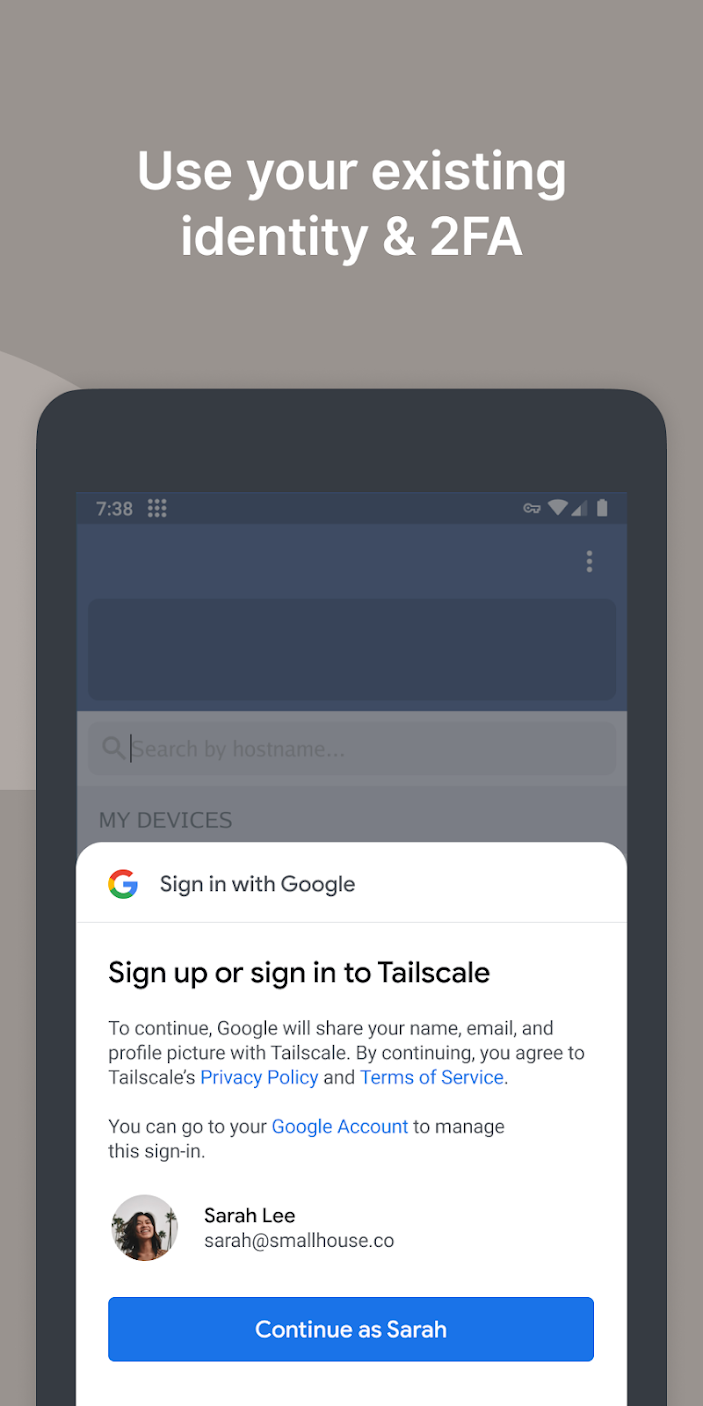 Use your existing
identity & 2FA
7:38
Search by hostname...
MY DEVICES
Sign in with Google
Sign up or sign in to Tailscale
To continue, Google will share your name, email, and
profile picture with Tailscale. By continuing, you agree to
Tailscale’s Privacy Policy and Terms of Service.
You can go to your Google Account to manage
this sign-in.
Sarah Lee
sarah@smallhouse.co
Continue as Sarah